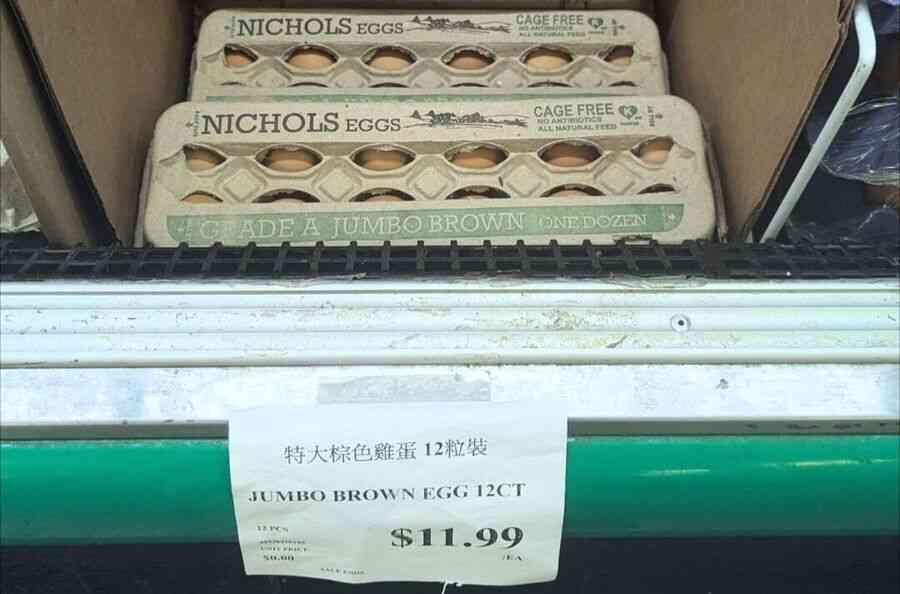 NICHOLS EGGS
CAGE FREE
NO ANTIBIOTICS
ALL NATURAL FEED
NICHOLS EGGS
CAGE FREE
NO ANTIBIOTICS
ALL NATURAL FEED
GRADE A JUMBO BROWN ONE DOZEN
特大棕色雞蛋 12粒裝
JUMBO BROWN EGG 12CT
12 PCS
$11.99
UNIT PRICE
$0.00
/EA
SALE ENDS